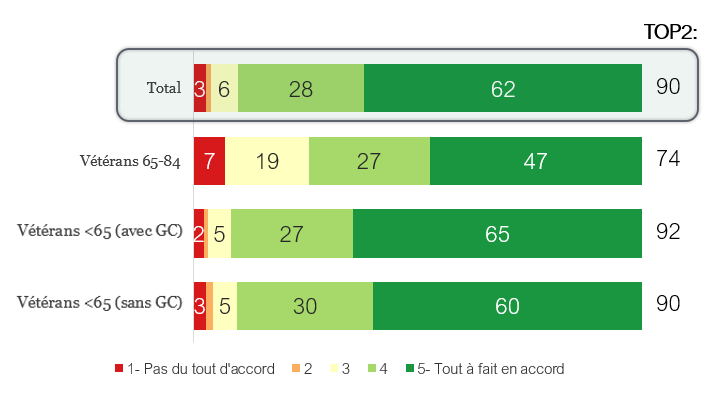 TOP2:
Total 3 6 28 62 90
Vétérans 65-84 7 19 27 47 74
Vétérans <65 (avec GC) 2 5 27 65 92
Vétérans <65 (sans GC) 3 5 30 60 90
1- Pas du tout d'accord 2 3 4 5- Tout à fait en accord